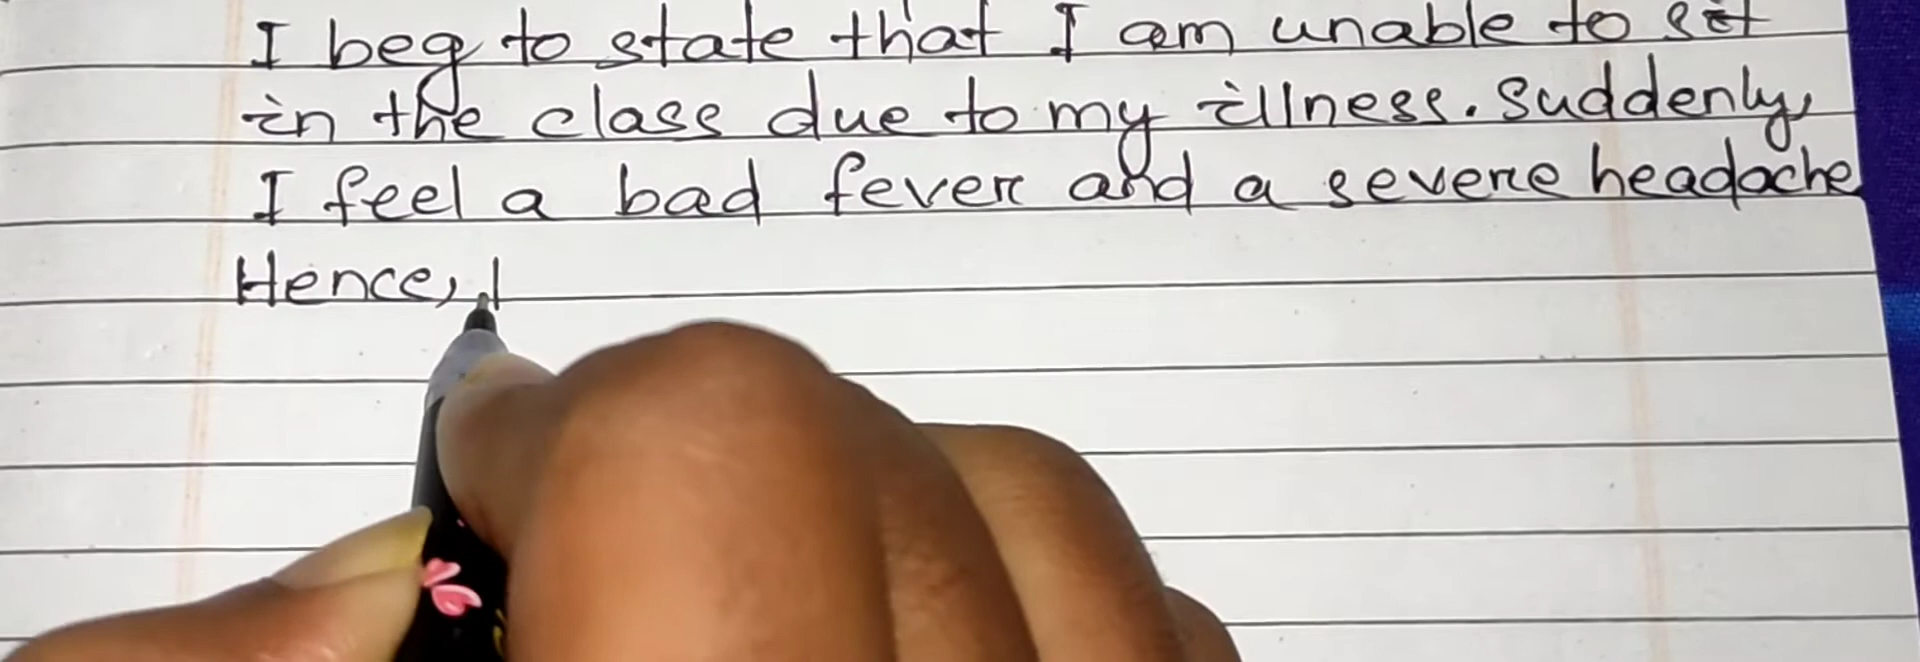 I beg to state that I am unable to sit
in the class due to my illness. Suddenly,
I feel a bad fever and a severe headache
Hence, I